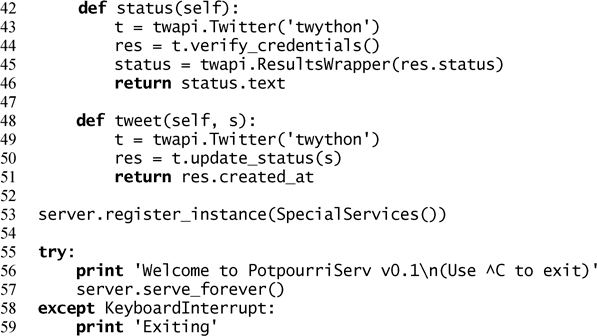 42 def status(self):
43 t = twapi.Twitter('twython')
44 res = t.verify_credentials()
45 status = twapi.ResultsWrapper(res.status)
46 return status.text
47
48 def tweet(self, s):
49 t = twapi.Twitter('twython')
50 res = t.update_status(s)
51 return res.created_at
52
53 server.register_instance(SpecialServices())
54
55 try:
56 print 'Welcome to PotpourriServ v0.1\n(Use ^C to exit)'
57 server.serve_forever()
58 except KeyboardInterrupt:
59 print 'Exiting'